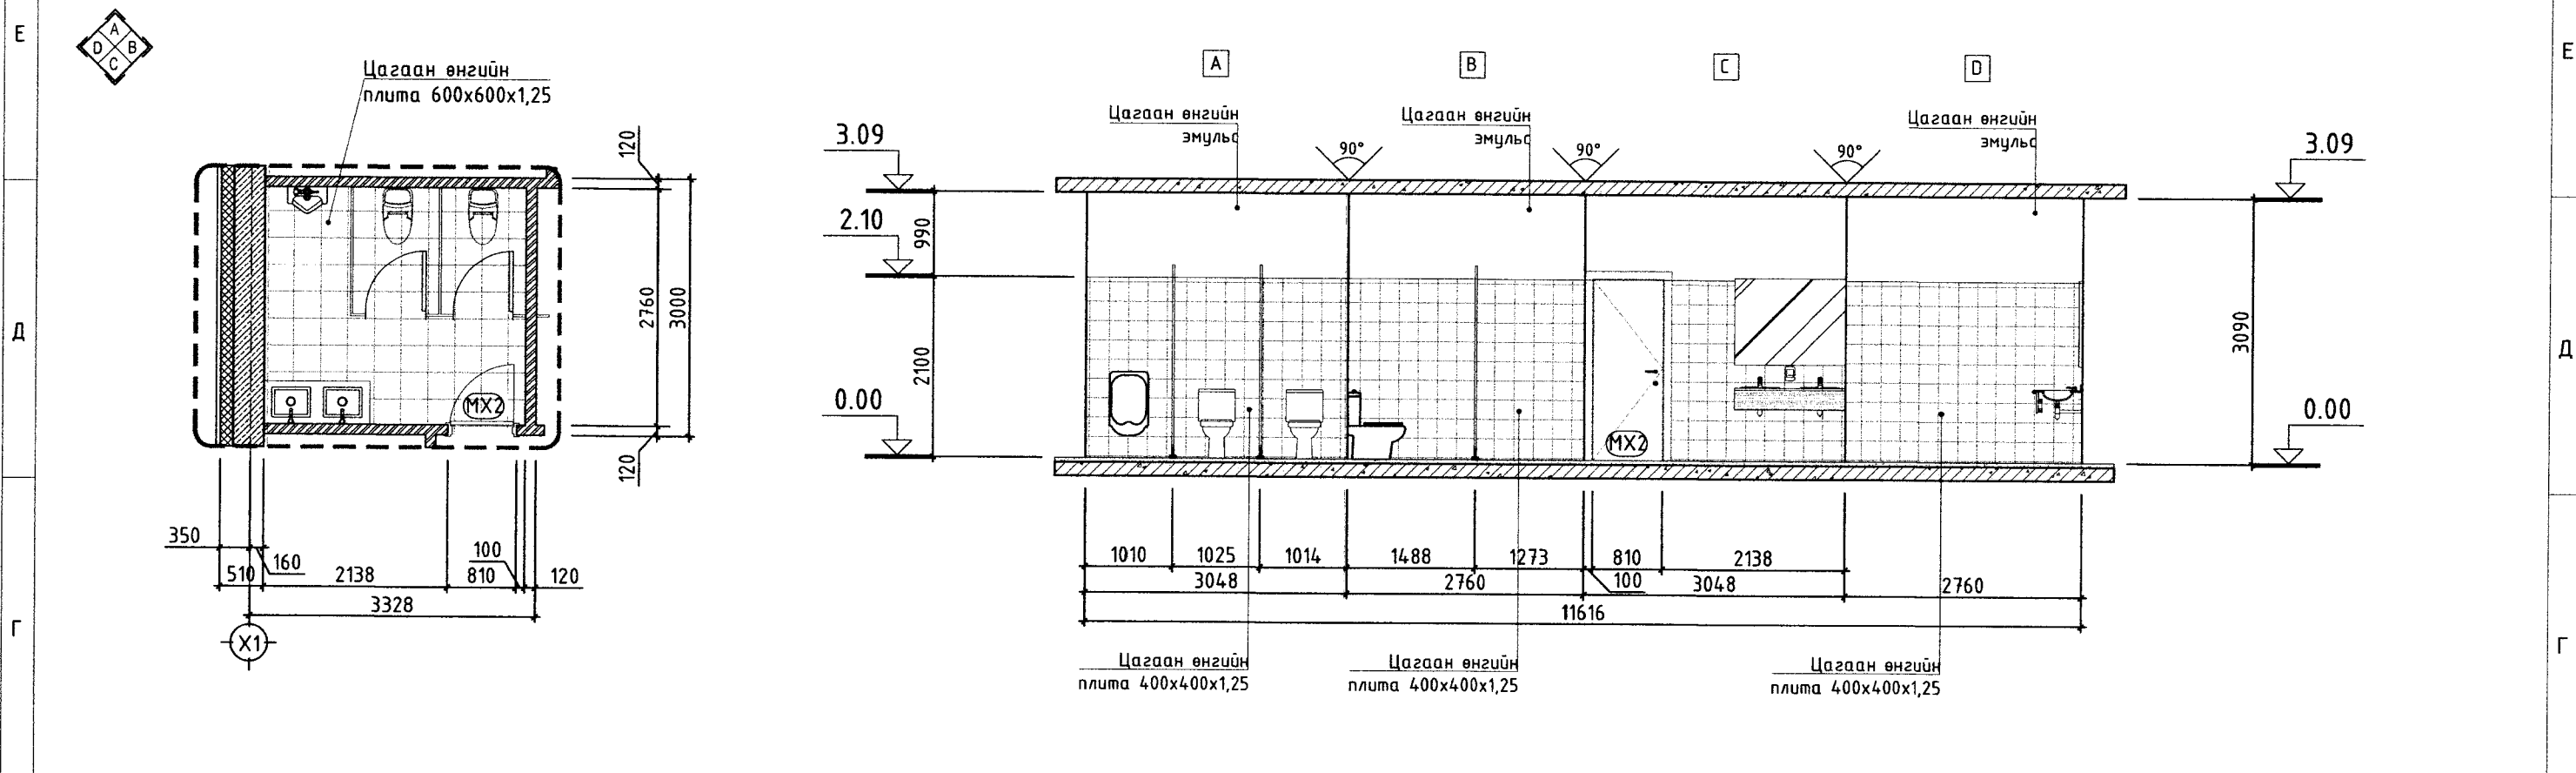 E
Д
Г
A
D B
C
Цагаан өнгийн
плита 600x600x1,25
MX2
120
2760
3000
120
350
160
510
2138
100
810
120
3328
X1
A
B
C
D
Цагаан өнгийн
эмульс
Цагаан өнгийн
эмульс
Цагаан өнгийн
эмульс
90°
90°
90°
3.09
2.10
0.00
990
2100
3.09
0.00
3090
MX2
1010
1025
1014
1488
1273
810
2138
3048
2760
100
3048
2760
11616
Цагаан өнгийн
плита 400x400x1,25
Цагаан өнгийн
плита 400x400x1,25
Цагаан өнгийн
плита 400x400x1,25
E
Д
Г